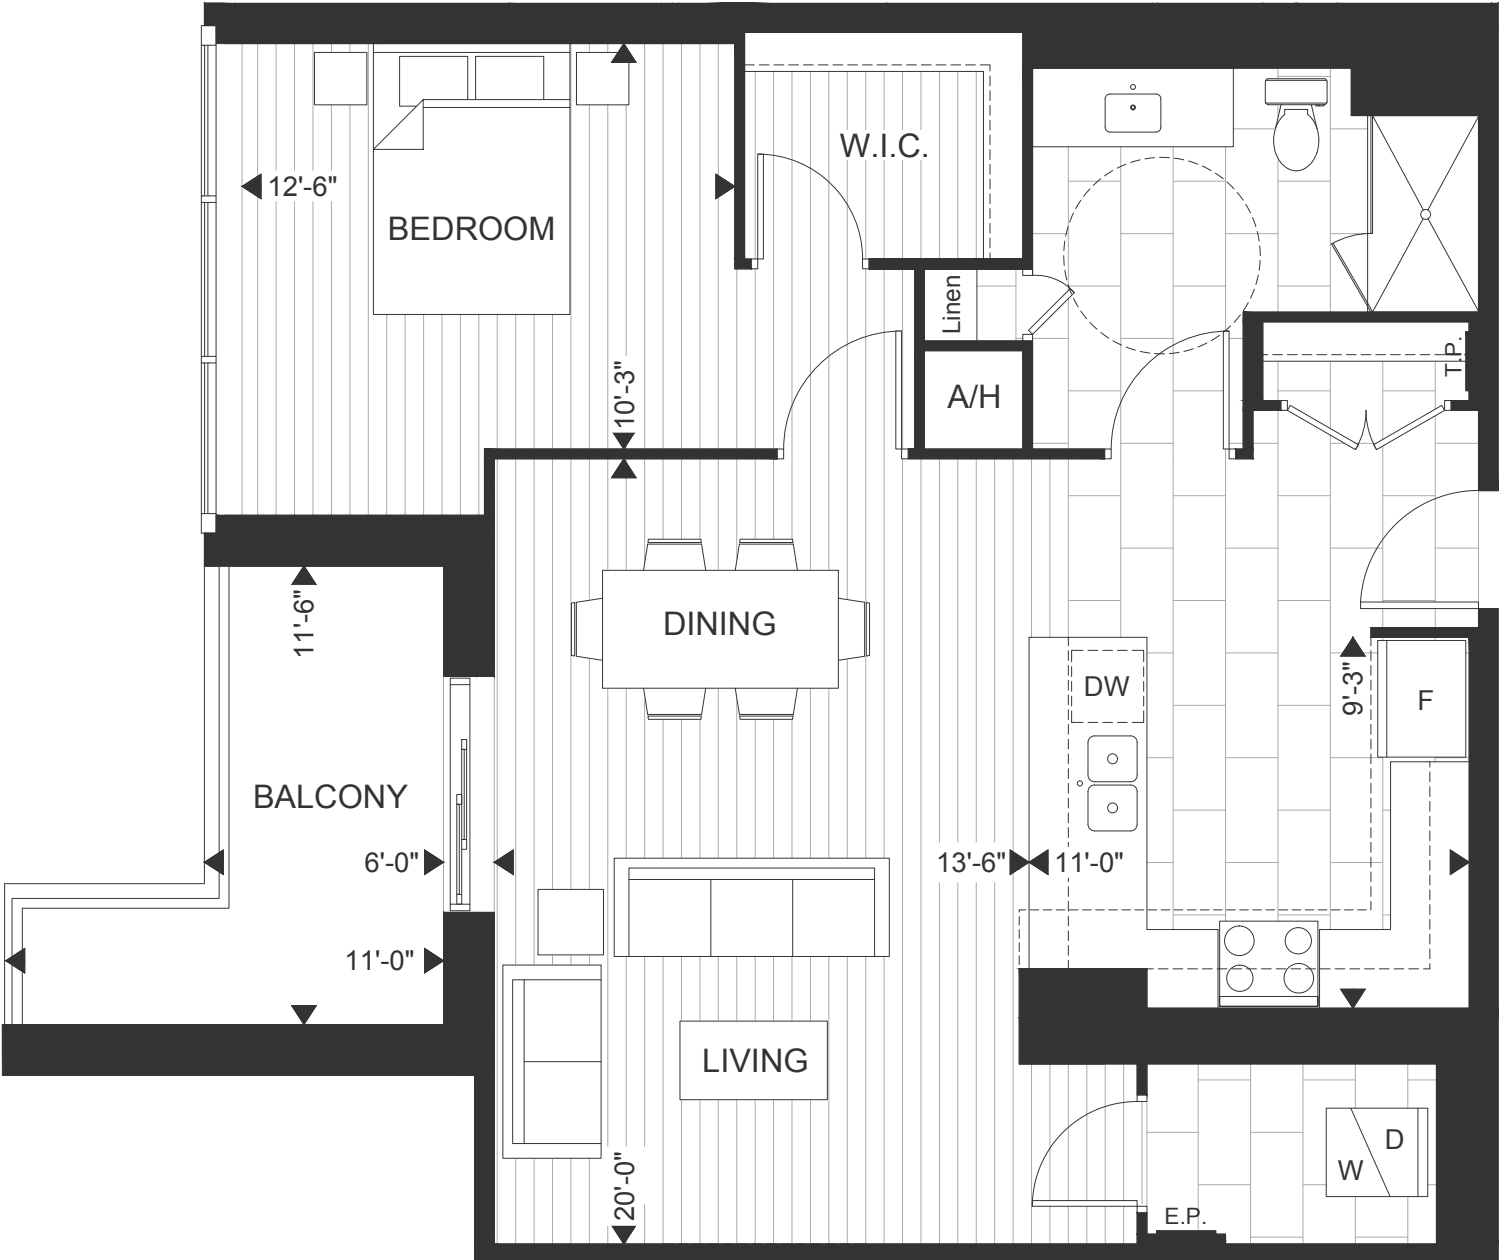 W.I.C.
12'-6"
BEDROOM
Linen
T.P.
10'-3"
A/H
11'-6"
DINING
DW
9'-3"
F
BALCONY
6'-0"
13'-6"
11'-0"
11'-0"
LIVING
20'-0"
D
W
E.P.